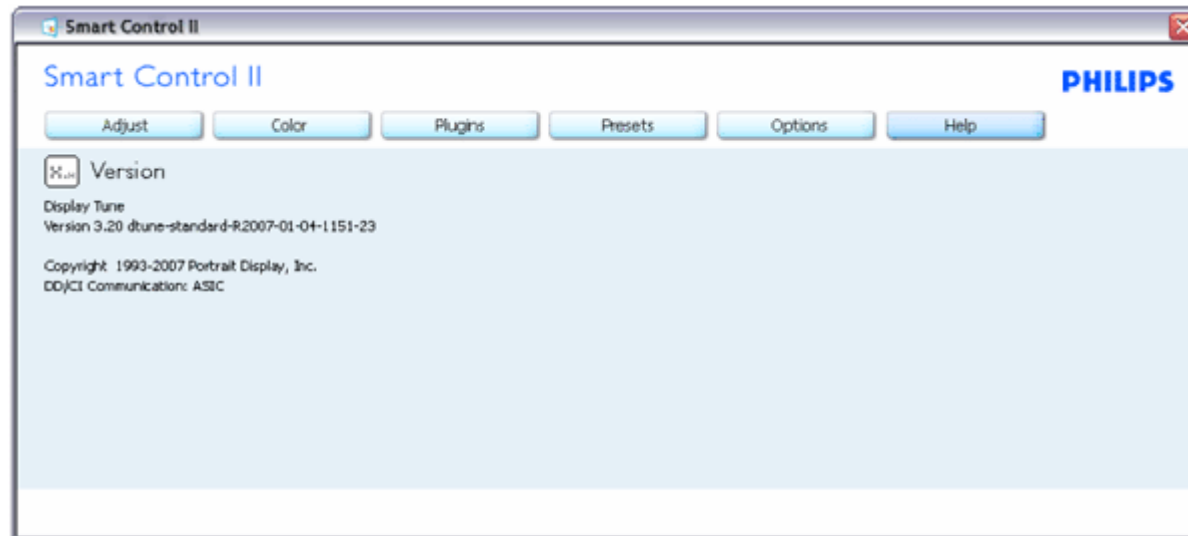 Smart Control II
Smart Control II
PHILIPS
Adjust Color Plugins Presets Options Help
X.x Version
Display Tune
Version 3.20 dtune-standard-R2007-01-04-1151-23
Copyright 1993-2007 Portrait Display, Inc.
DD/CI Communication: ASIC